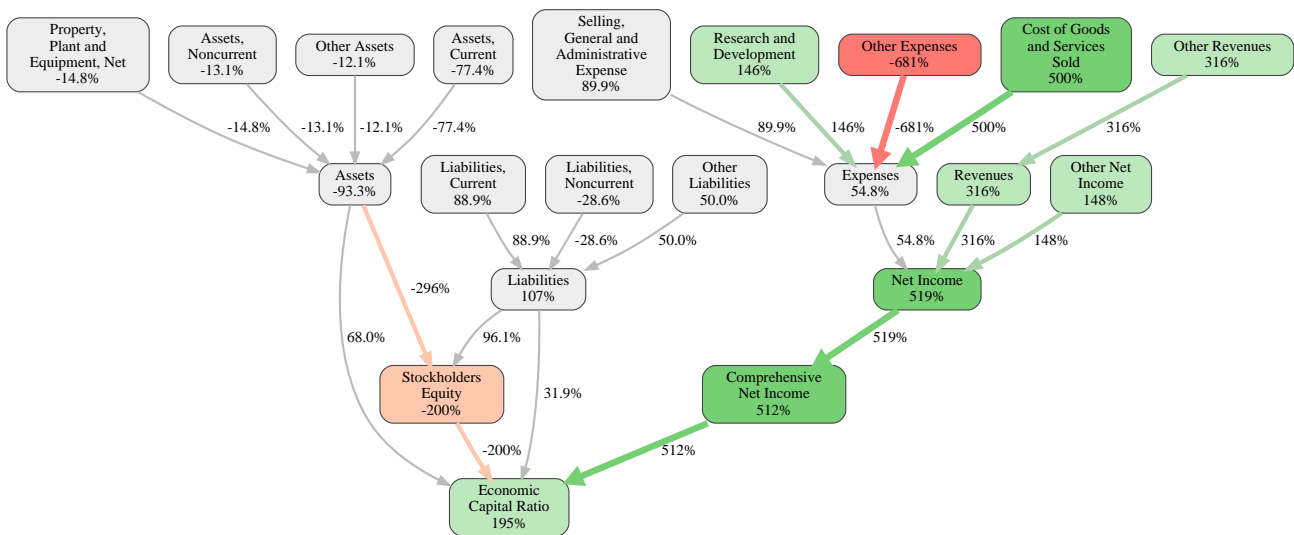 Property,
Plant and
Equipment, Net
-14.8%
Assets,
Noncurrent
-13.1%
Other Assets
-12.1%
Assets,
Current
-77.4%
Selling,
General and
Administrative
Expense
89.9%
Research and
Development
146%
Other Expenses
-681%
Cost of Goods
and Services
Sold
500%
Other Revenues
316%
-14.8%
-13.1%
-12.1%
-77.4%
89.9%
146%
-681%
500%
316%
Assets
-93.3%
Liabilities,
Current
88.9%
Liabilities,
Noncurrent
-28.6%
Other
Liabilities
50.0%
Expenses
54.8%
Revenues
316%
Other Net
Income
148%
88.9%
-28.6%
50.0%
54.8%
316%
148%
Liabilities
107%
Net Income
519%
-296%
68.0%
96.1%
31.9%
519%
Stockholders
Equity
-200%
Comprehensive
Net Income
512%
-200%
512%
Economic
Capital Ratio
195%